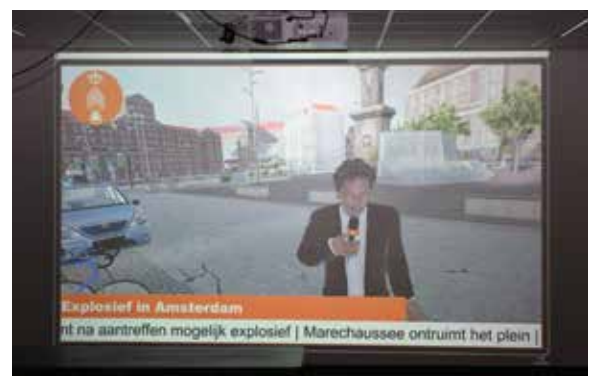 Explosief in Amsterdam
nt na aantreffen mogelijk explosief | Marechaussee ontruimt het plein |